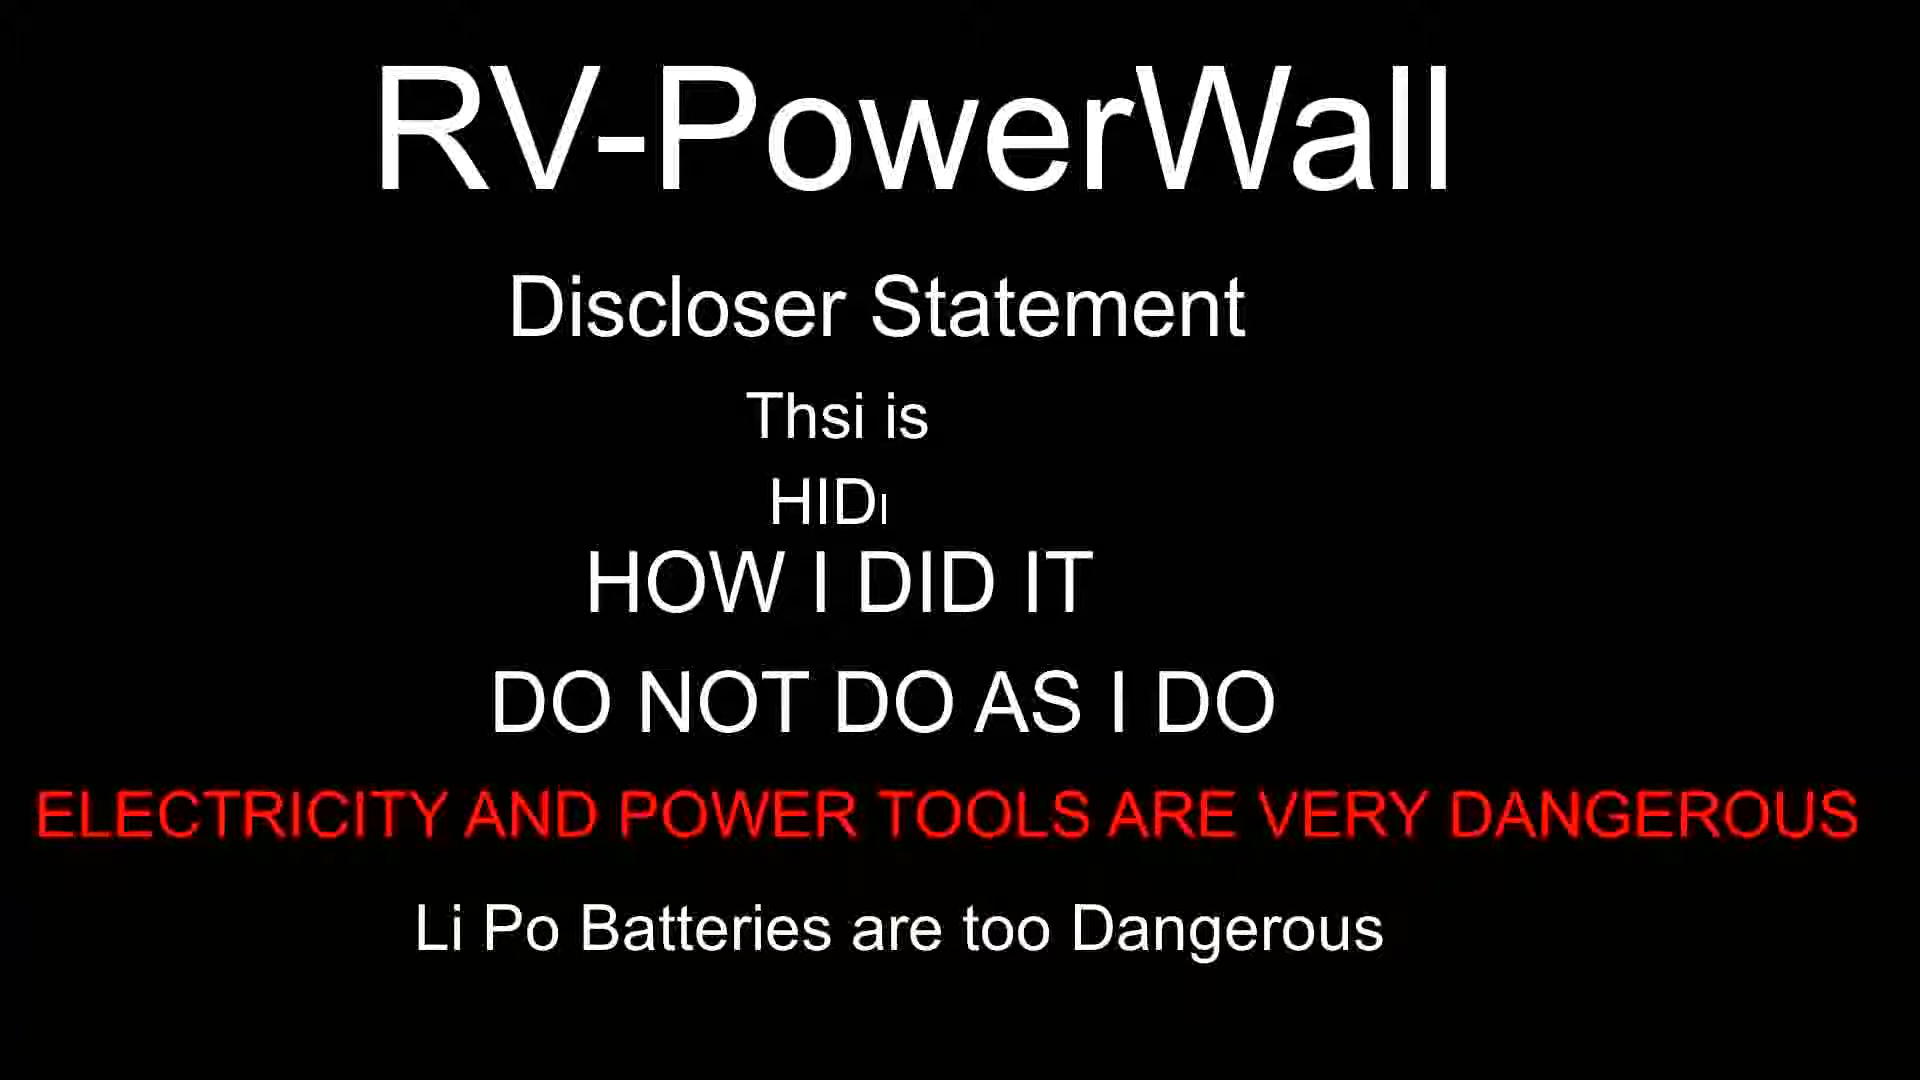 RV-PowerWall
Discloser Statement
Thsi is
HIDI
HOW I DID IT
DO NOT DO AS I DO
ELECTRICITY AND POWER TOOLS ARE VERY DANGEROUS
Li Po Batteries are too Dangerous